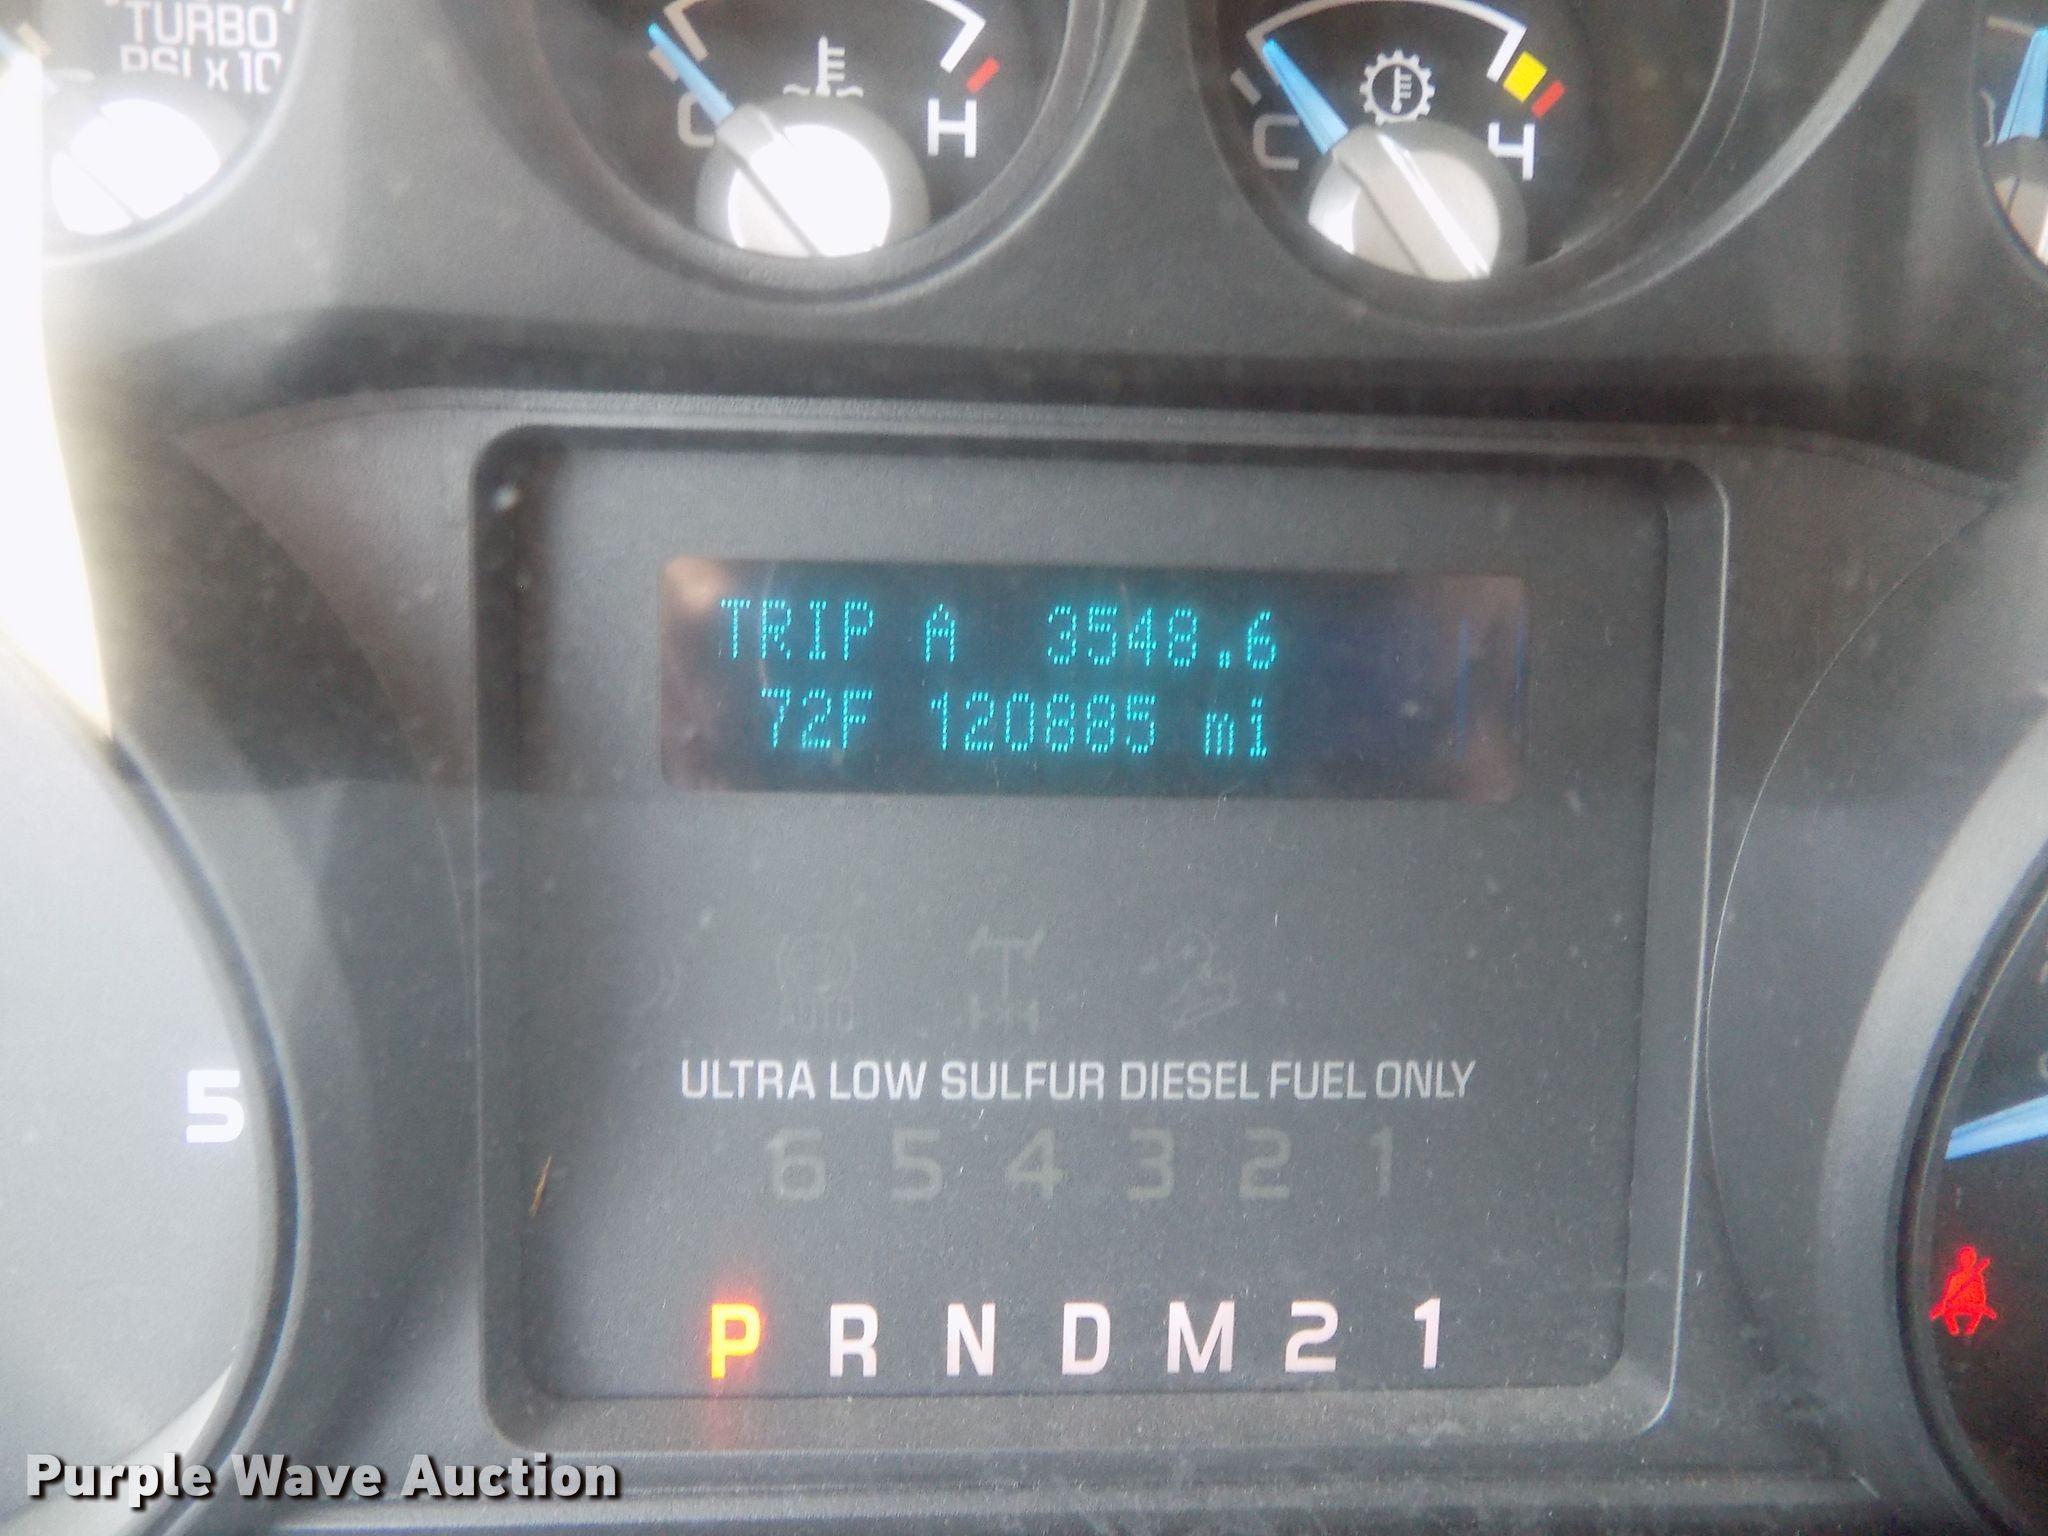 TURBO
PSI x 10
C H
C H
TRIP A 3548.6
72F 120885 mi
AUTO
ULTRA LOW SULFUR DIESEL FUEL ONLY
5
6 5 4 3 2 1
P R N D M 2 1
Purple Wave Auction